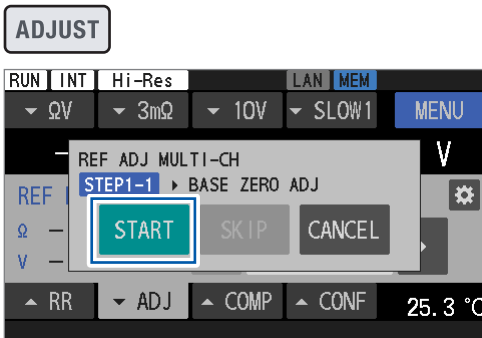 ADJUST
RUN INT Hi-Res LAN MEM
ΩV 3mΩ 10V SLOW1 MENU
V
REF ADJ MULTI-CH
STEP1-1 BASE ZERO ADJ
REF
START SKIP CANCEL
Ω
V
RR ADJ COMP CONF 25.3 °C